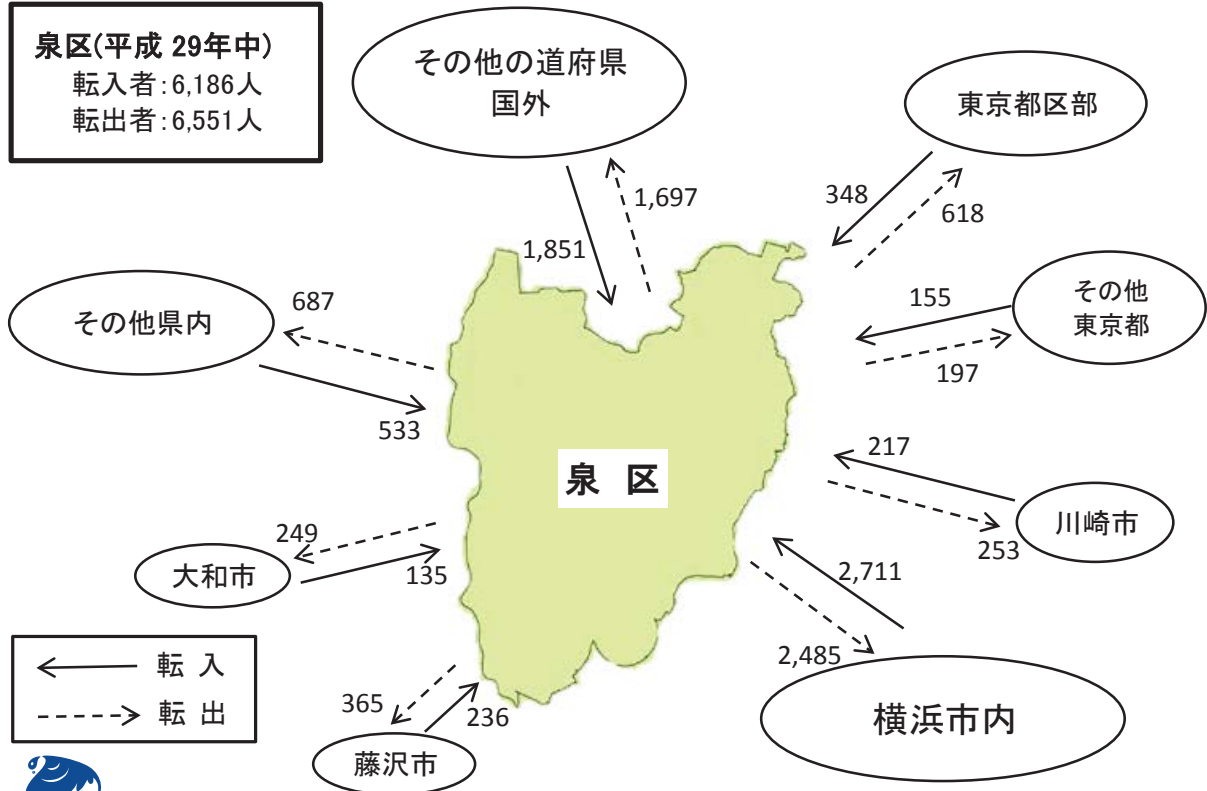 泉区(平成 29年中)
転入者:6,186人
転出者:6,551人
その他の道府県
国外
東京都区部
1,697
348
618
1,851
その他県内
687
533
155
その他
東京都
197
泉 区
217
川崎市
253
249
大和市
135
2,711
2,485
横浜市内
転 入
転 出
365
236
藤沢市